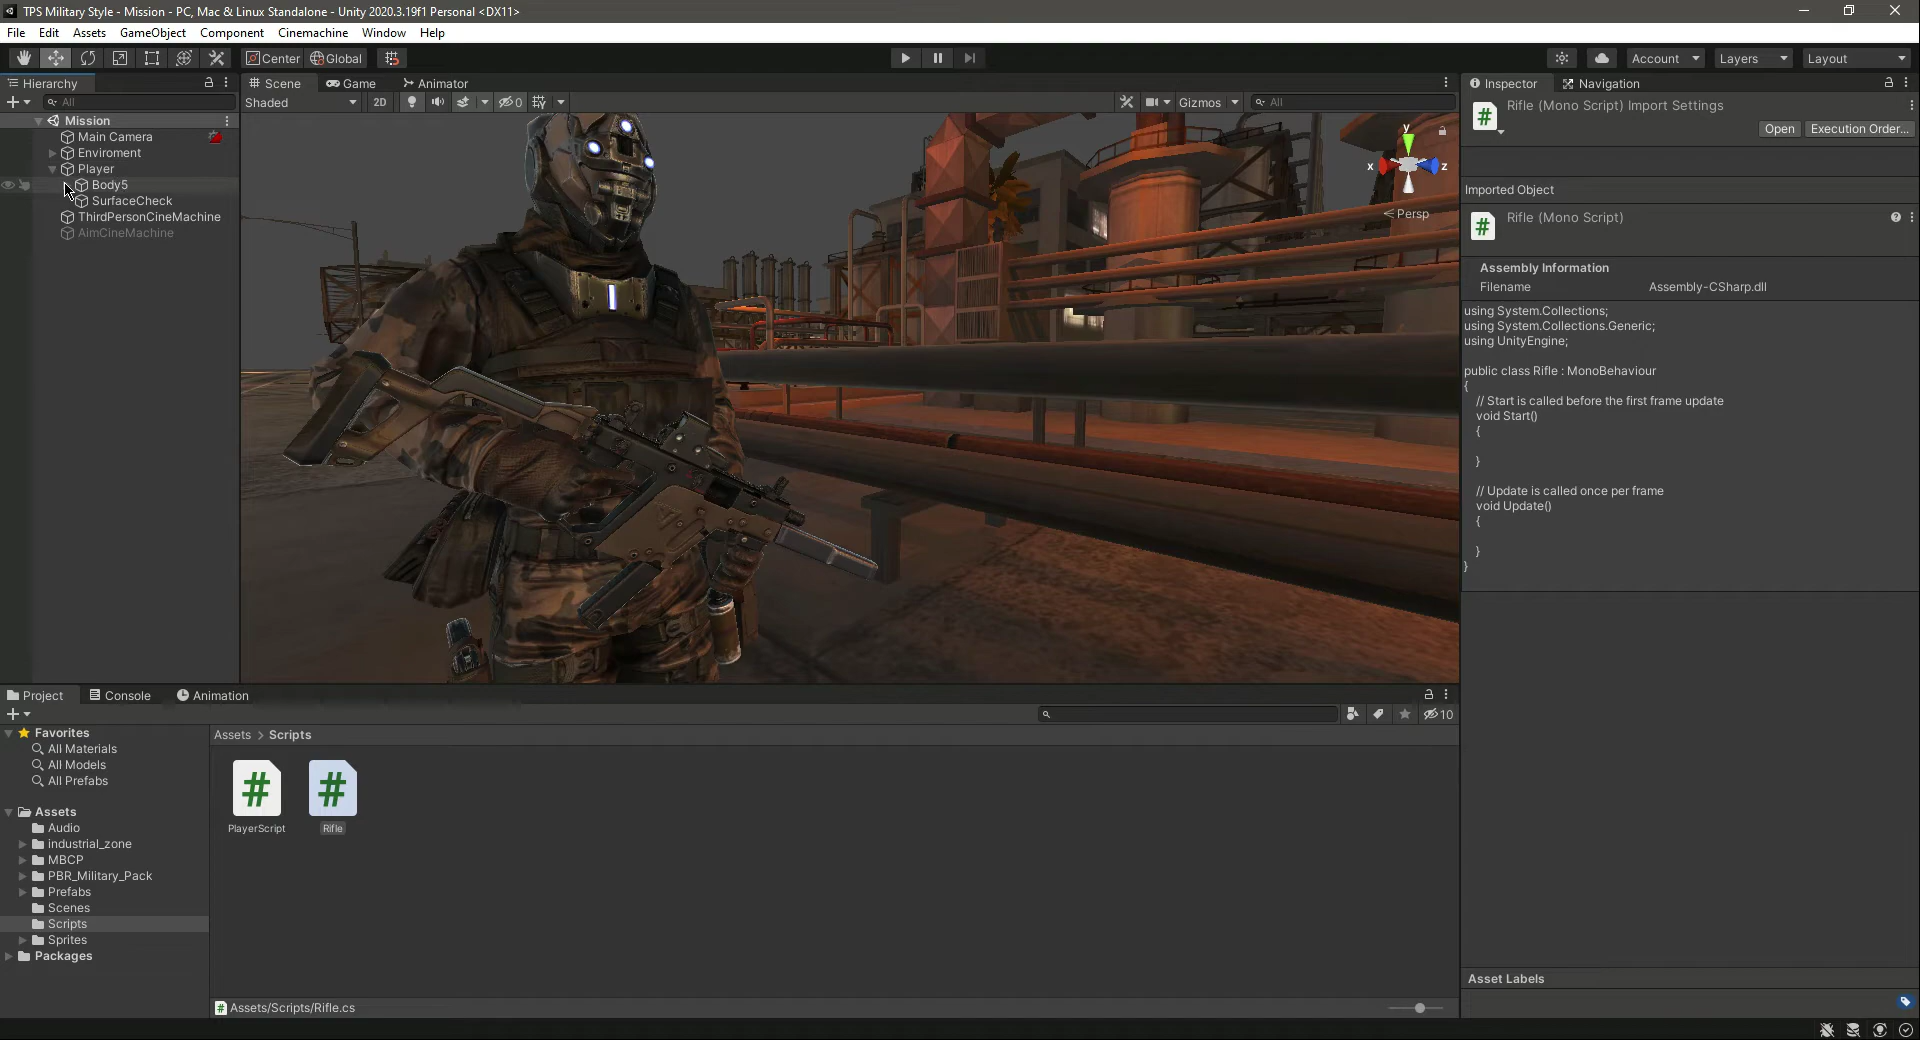 TPS Military Style - Mission - PC, Mac & Linux Standalone - Unity 2020.3.19f1 Personal <DX11>
File Edit Assets GameObject Component Cinemachine Window Help
Center Global
Account Layers Layout
Hierarchy
All
Mission
Main Camera
Enviroment
Player
Body5
SurfaceCheck
ThirdPersonCineMachine
AimCineMachine
Scene Game Animator
Shaded 2D 0 Gizmos All
y
x z
Persp
Inspector Navigation
Rifle (Mono Script) Import Settings
Open Execution Order...
Imported Object
Rifle (Mono Script)
Assembly Information
Filename Assembly-CSharp.dll
using System.Collections;
using System.Collections.Generic;
using UnityEngine;
public class Rifle : MonoBehaviour
{
// Start is called before the first frame update
void Start()
{
}
// Update is called once per frame
void Update()
{
}
}
Asset Labels
Project Console Animation
10
Favorites
All Materials
All Models
All Prefabs
Assets
Audio
industrial_zone
MBCP
PBR_Military_Pack
Prefabs
Scenes
Scripts
Sprites
Packages
Assets > Scripts
# #
PlayerScript Rifle
Assets/Scripts/Rifle.cs